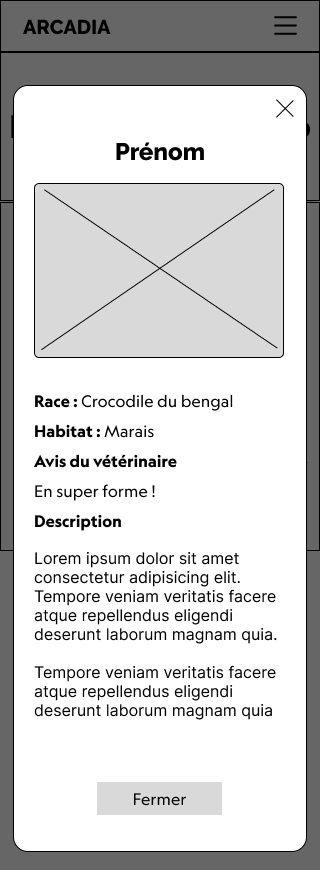 ARCADIA
Prénom
Race : Crocodile du bengal
Habitat : Marais
Avis du vétérinaire
En super forme !
Description
Lorem ipsum dolor sit amet
consectetur adipisicing elit.
Tempore veniam veritatis facere
atque repellendus eligendi
deserunt laborum magnam quia.
Tempore veniam veritatis facere
atque repellendus eligendi
deserunt laborum magnam quia
Fermer